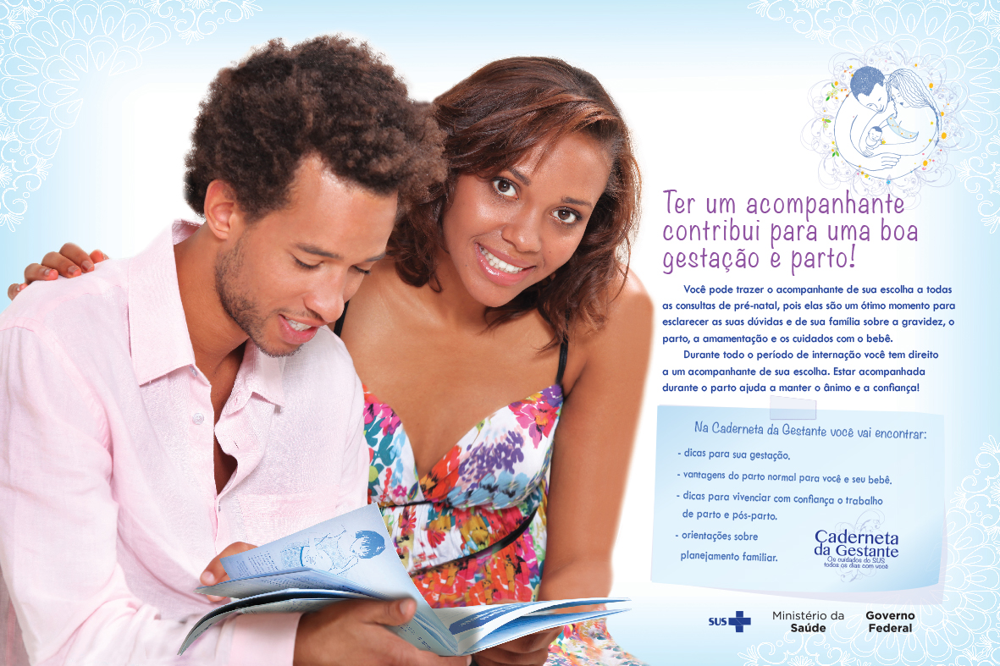 Ter um acompanhante
contribui para uma boa
gestação e parto!
Você pode trazer o acompanhante de sua escolha a todas
as consultas de pré-natal, pois elas são um ótimo momento para
esclarecer as suas dúvidas e de sua família sobre a gravidez, o
parto, a amamentação e os cuidados com o bebê.
Durante todo o período de internação você tem direito
a um acompanhante de sua escolha. Estar acompanhada
durante o parto ajuda a manter o ânimo e a confiança!
Na Caderneta da Gestante você vai encontrar:
- dicas para sua gestação.
- vantagens do parto normal para você e seu bebê.
- dicas para vivenciar com confiança o trabalho
de parto e pós-parto.
- orientações sobre
planejamento familiar.
Caderneta
da Gestante
Os cuidados do SUS
todos os dias com você
SUS
Ministério da
Saúde
Governo
Federal